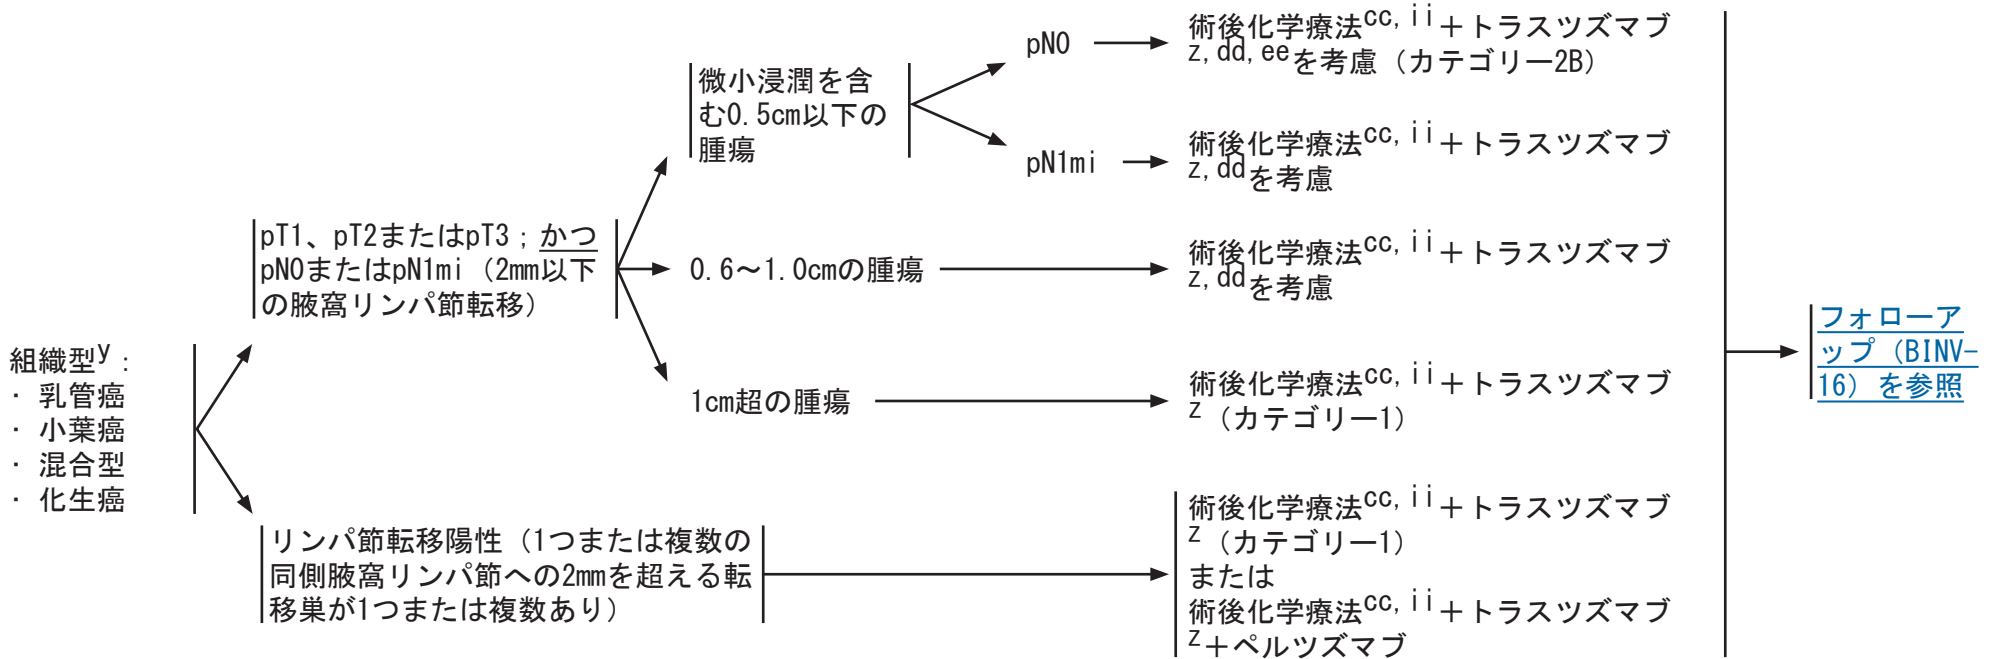 組織型y：
・ 乳管癌
・ 小葉癌
・ 混合型
・ 化生癌
pT1、pT2またはpT3；かつ
pN0またはpN1mi（2mm以下
の腋窩リンパ節転移）
微小浸潤を含
む0.5cm以下の
腫瘍
pN0
術後化学療法cc, ii＋トラスツズマブ
z, dd, eeを考慮（カテゴリー2B）
pN1mi
術後化学療法cc, ii＋トラスツズマブ
z, ddを考慮
0.6～1.0cmの腫瘍
術後化学療法cc, ii＋トラスツズマブ
z, ddを考慮
1cm超の腫瘍
術後化学療法cc, ii＋トラスツズマブ
z（カテゴリー1）
リンパ節転移陽性（1つまたは複数の
同側腋窩リンパ節への2mmを超える転
移巣が1つまたは複数あり）
術後化学療法cc, ii＋トラスツズマブ
z（カテゴリー1）
または
術後化学療法cc, ii＋トラスツズマブ
z＋ペルツズマブ
フォローア
ップ（BINV-
16）を参照